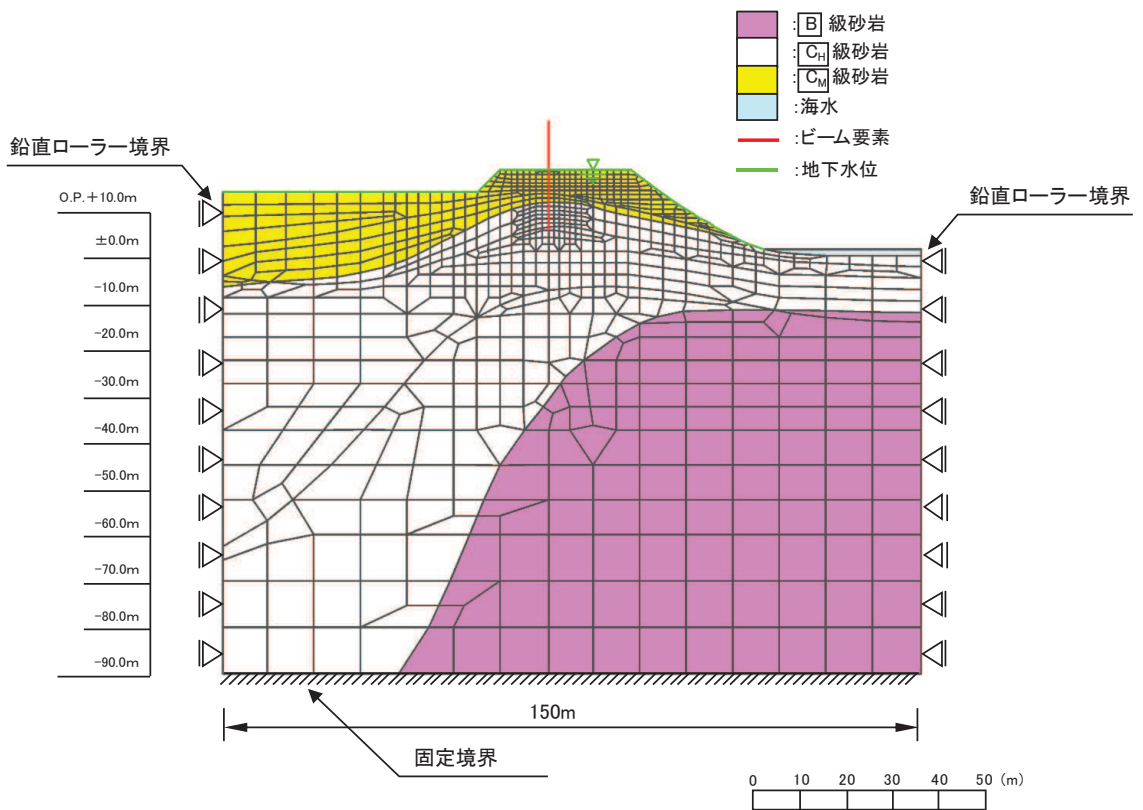 :B 級砂岩
:CH 級砂岩
:CM 級砂岩
:海水
:ビーム要素
:地下水位
鉛直ローラー境界
鉛直ローラー境界
O.P.+10.0m
±0.0m
-10.0m
-20.0m
-30.0m
-40.0m
-50.0m
-60.0m
-70.0m
-80.0m
-90.0m
150m
固定境界
0 10 20 30 40 50 (m)